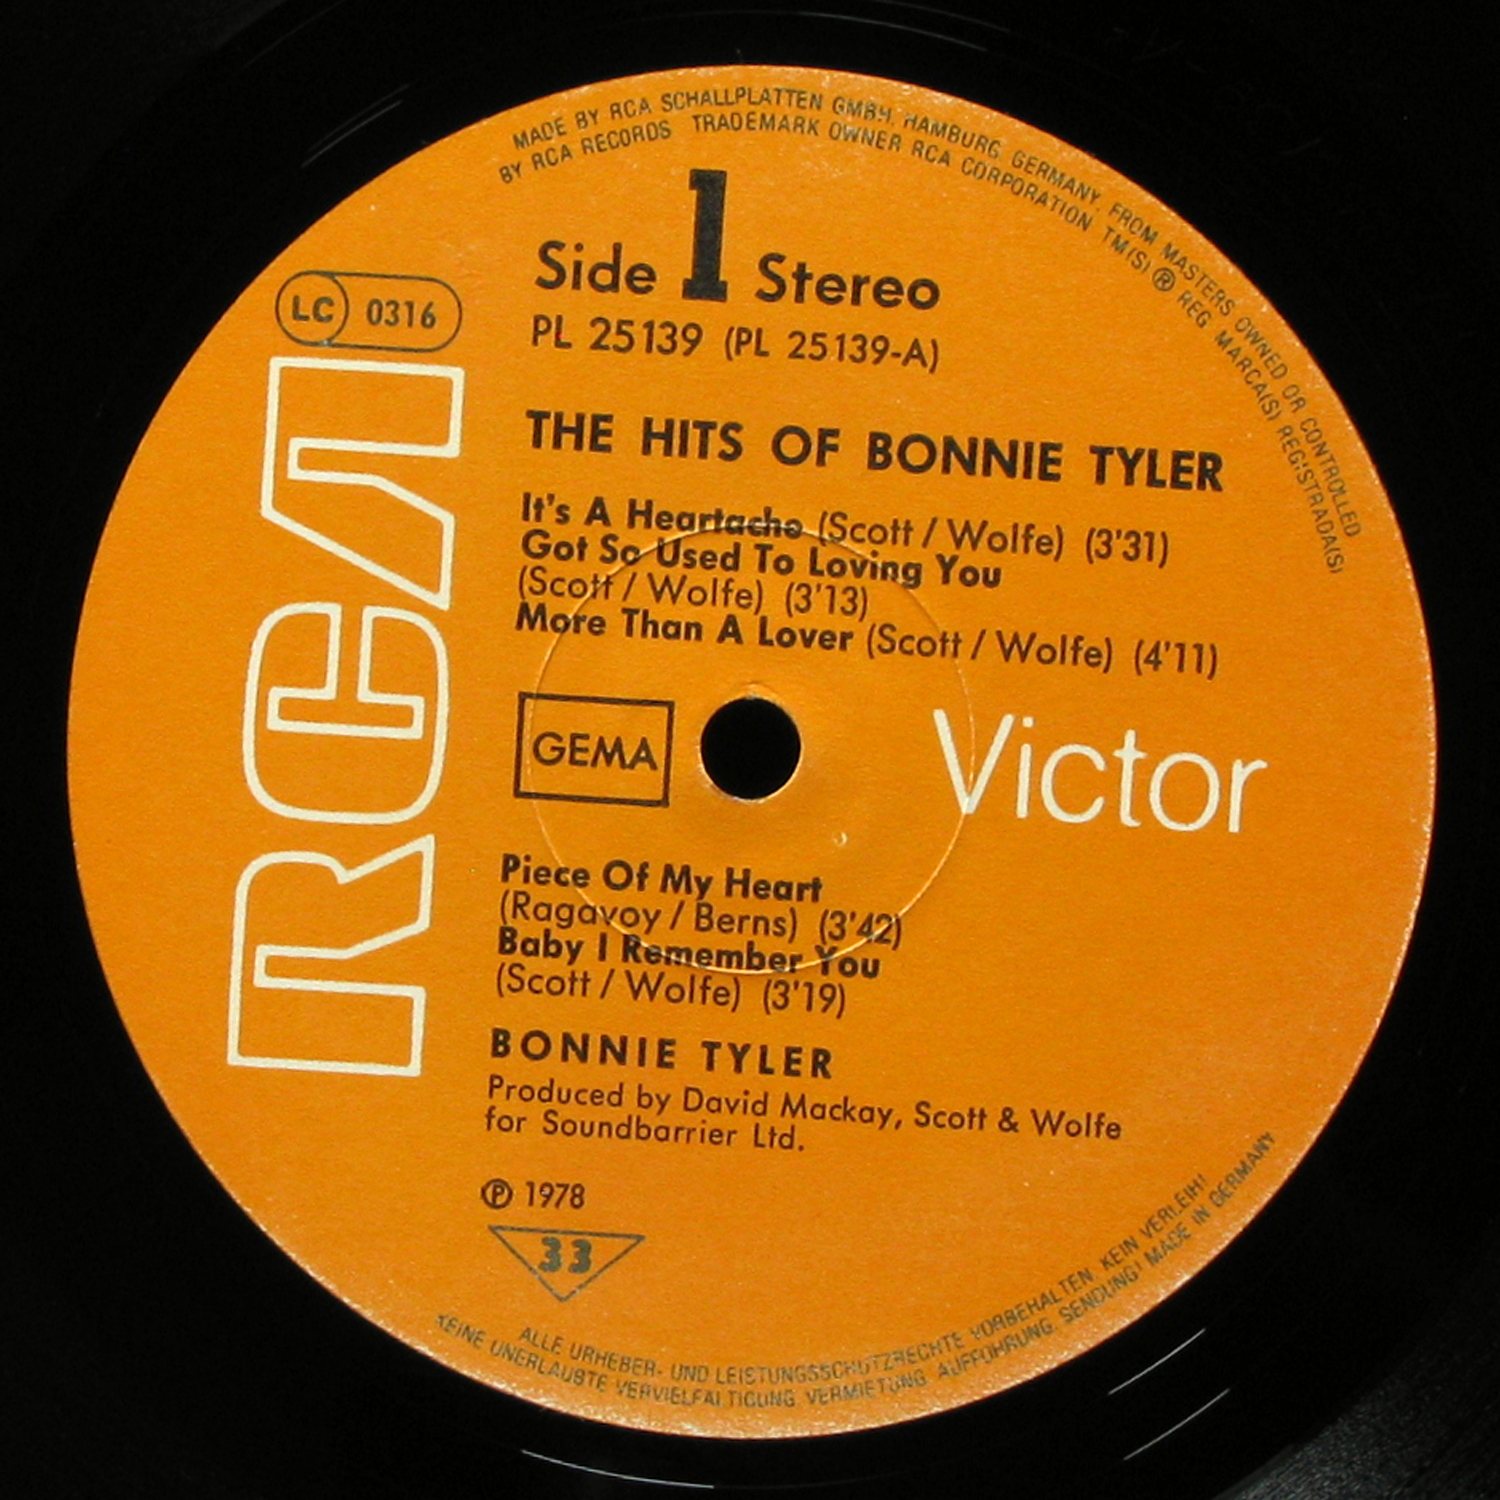 MADE BY RCA SCHALLPLATTEN GMBH, HAMBURG, GERMANY, FROM MASTERS OWNED OR CONTROLLED
BY RCA RECORDS TRADEMARK OWNER RCA CORPORATION TM(S) ® REG. MARCA(S) REGISTRADA(S)
Side 1 Stereo
LC 0316
PL 25139 (PL 25139-A)
RCA
THE HITS OF BONNIE TYLER
It's A Heartache (Scott / Wolfe) (3'31)
Got So Used To Loving You
(Scott / Wolfe) (3'13)
More Than A Lover (Scott / Wolfe) (4'11)
GEMA
Victor
Piece Of My Heart
(Ragavoy / Berns) (3'42)
Baby I Remember You
(Scott / Wolfe) (3'19)
BONNIE TYLER
Produced by David Mackay, Scott & Wolfe
for Soundbarrier Ltd.
℗ 1978
33
ALLE URHEBER- UND LEISTUNGSSCHUTZRECHTE VORBEHALTEN. KEIN VERLEIH!
KEINE UNERLAUBTE VERVIELFALTIGUNG, VERMIETUNG, AUFFÜHRUNG, SENDUNG! MADE IN GERMANY